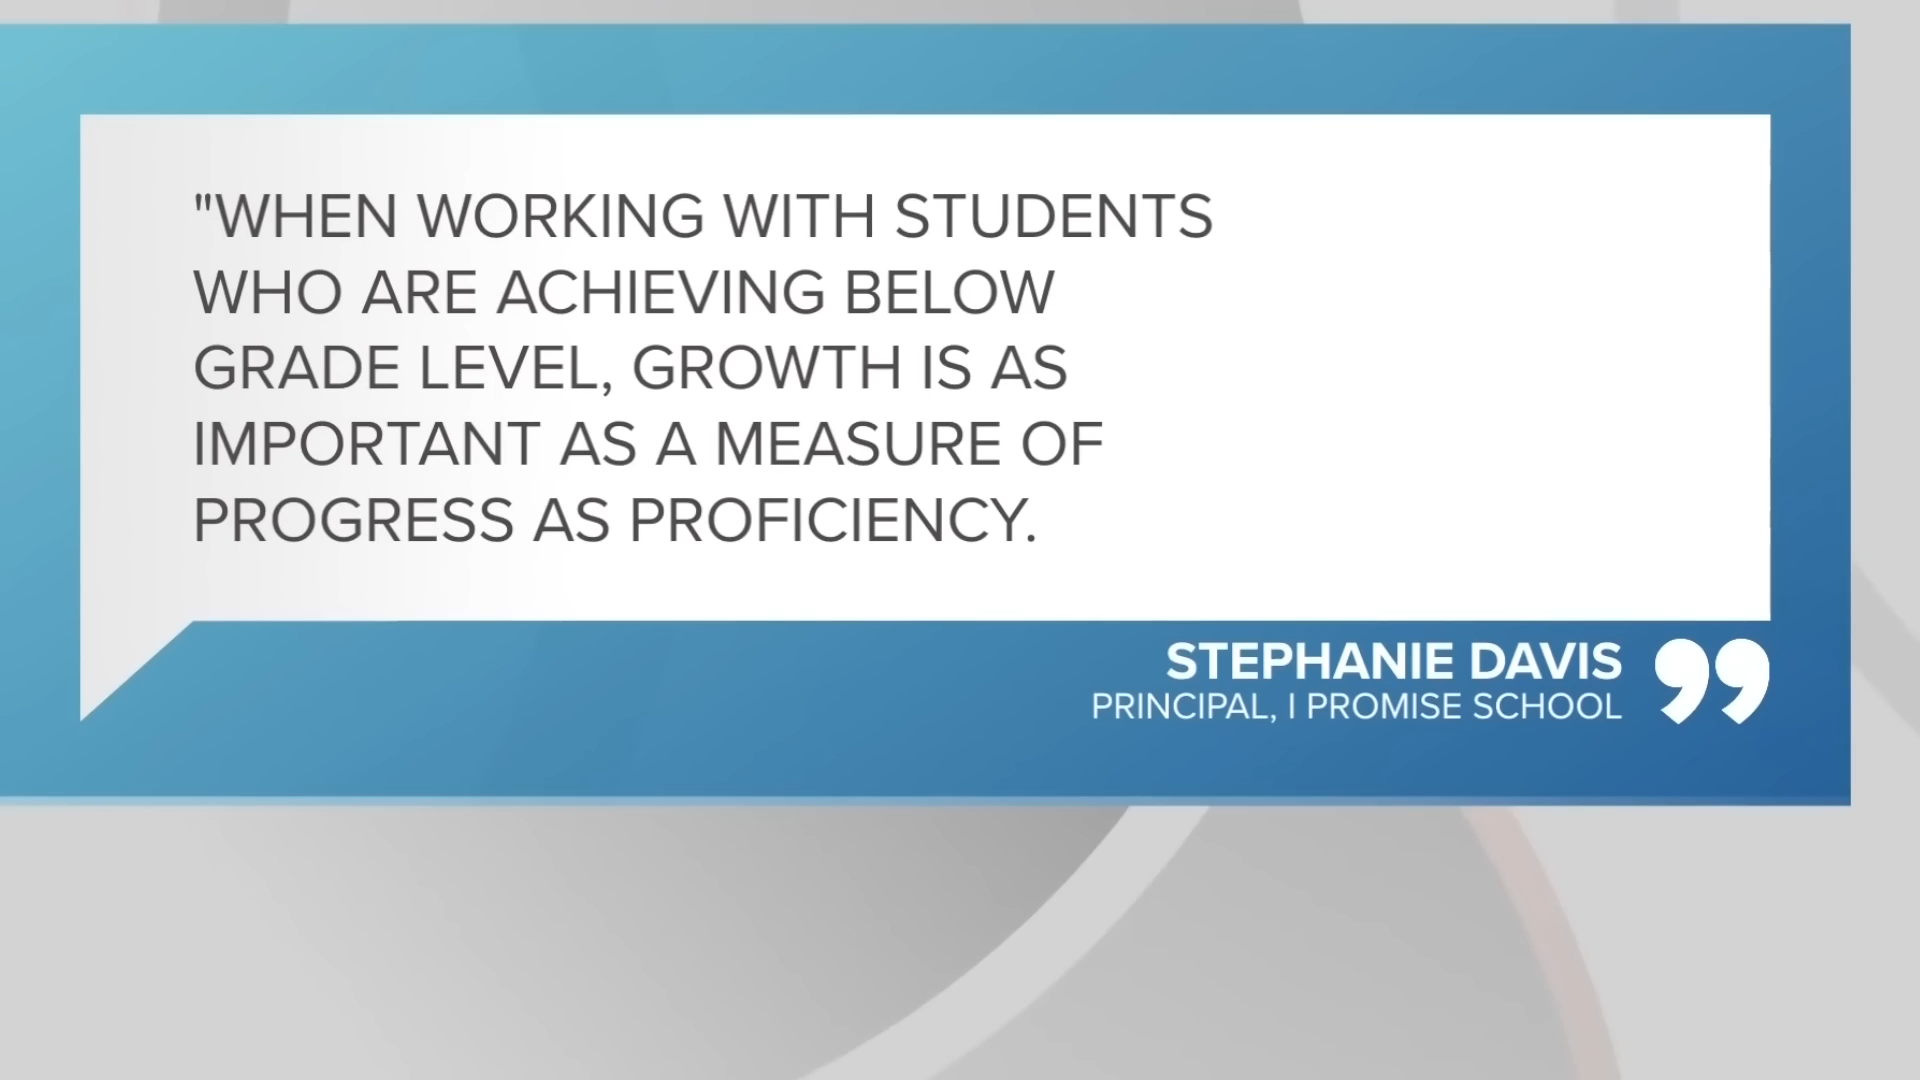 "WHEN WORKING WITH STUDENTS
WHO ARE ACHIEVING BELOW
GRADE LEVEL, GROWTH IS AS
IMPORTANT AS A MEASURE OF
PROGRESS AS PROFICIENCY.
STEPHANIE DAVIS
PRINCIPAL, I PROMISE SCHOOL